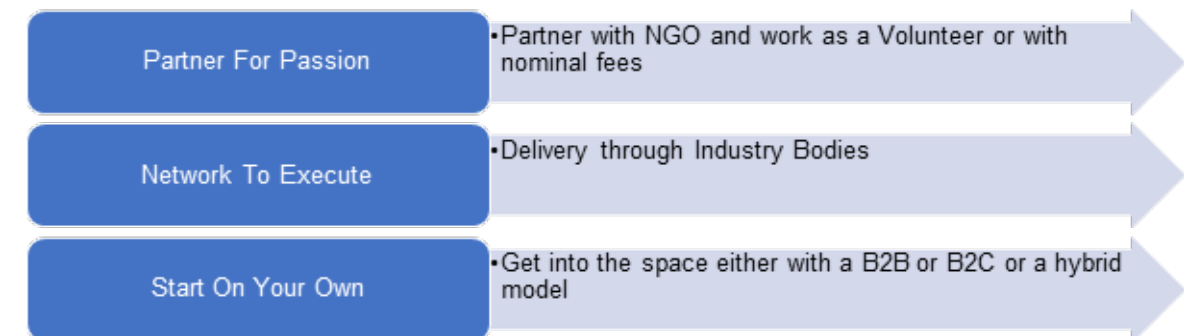 Partner For Passion
•Partner with NGO and work as a Volunteer or with
nominal fees
Network To Execute
•Delivery through Industry Bodies
Start On Your Own
•Get into the space either with a B2B or B2C or a hybrid
model